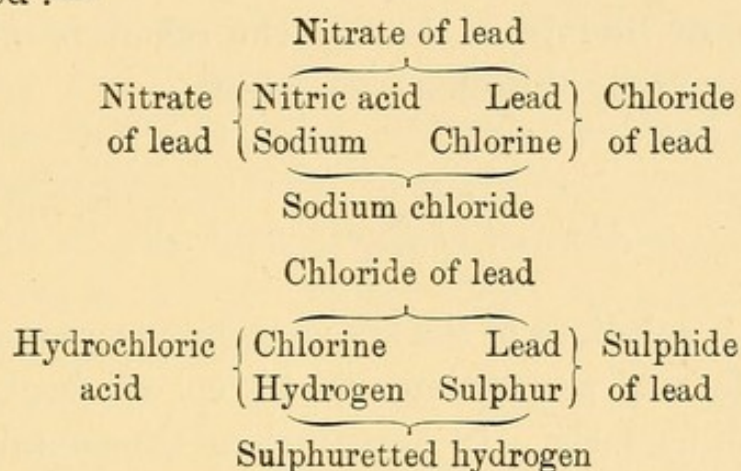 Nitrate of lead
Nitrate { Nitric acid Lead } Chloride
of lead { Sodium Chlorine } of lead
Sodium chloride
Chloride of lead
Hydrochloric { Chlorine Lead } Sulphide
acid { Hydrogen Sulphur } of lead
Sulphuretted hydrogen